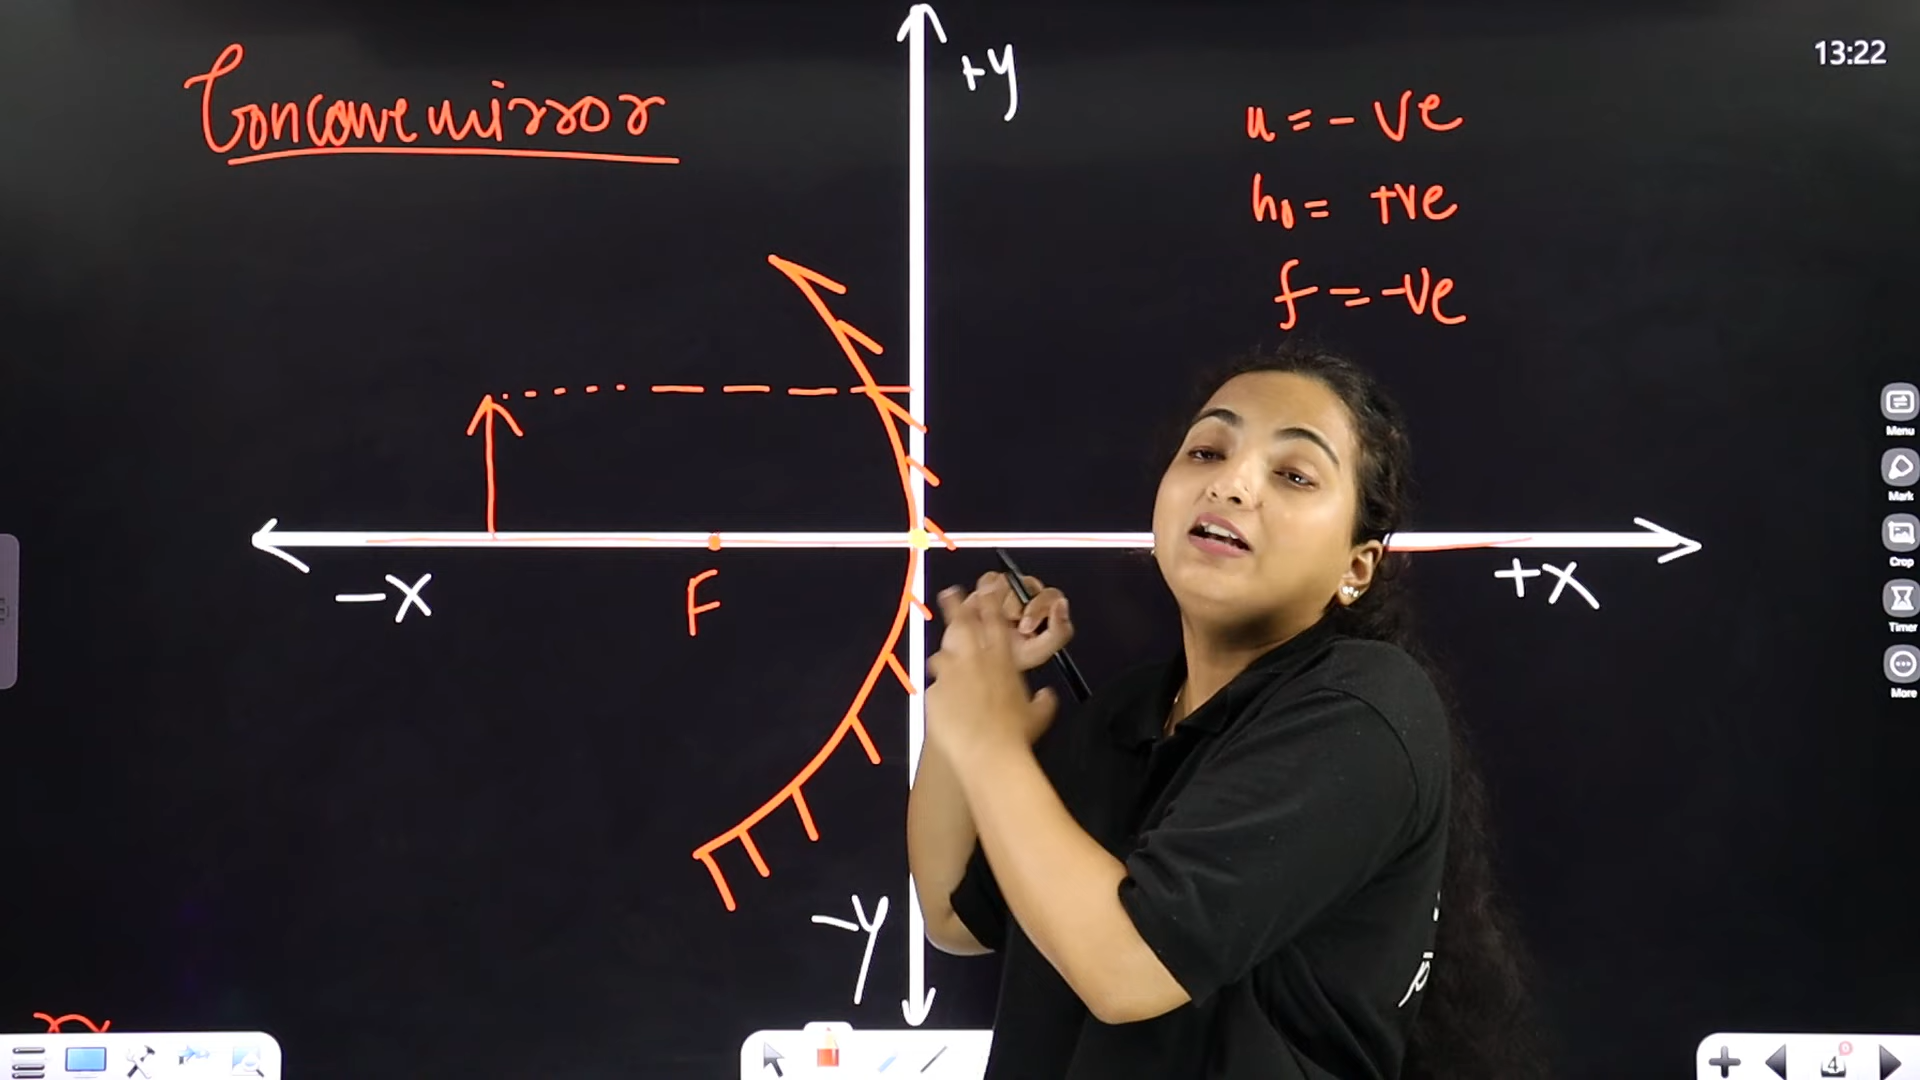 Concave mirror
+y
13:22
u = -ve
h₀ = +ve
f = -ve
Menu
Mark
Crop
Timer
More
-x
F
+x
-y
4